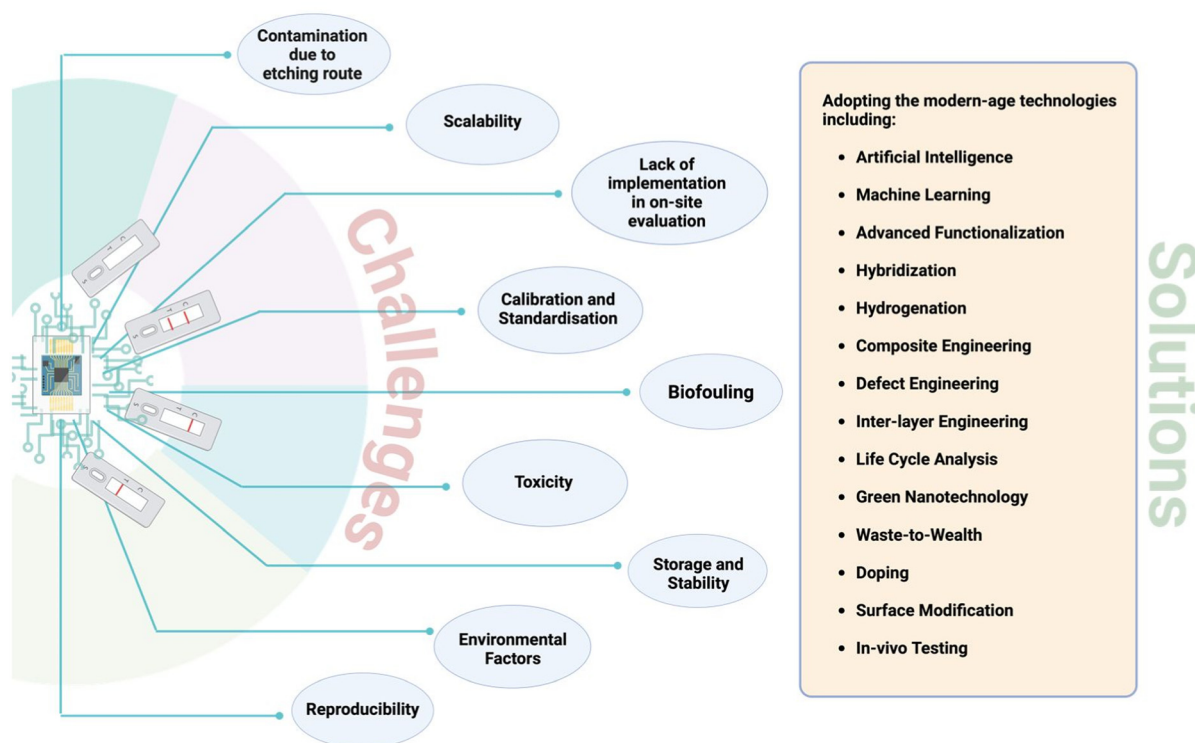 Contamination
due to
etching route
Scalability
Lack of
implementation
in on-site
evaluation
Calibration and
Standardisation
Biofouling
Toxicity
Storage and
Stability
Environmental
Factors
Reproducibility
Challenges
Adopting the modern-age technologies
including:
• Artificial Intelligence
• Machine Learning
• Advanced Functionalization
• Hybridization
• Hydrogenation
• Composite Engineering
• Defect Engineering
• Inter-layer Engineering
• Life Cycle Analysis
• Green Nanotechnology
• Waste-to-Wealth
• Doping
• Surface Modification
• In-vivo Testing
Solutions
C
T
S
C
T
S
C
T
S
C
T
S